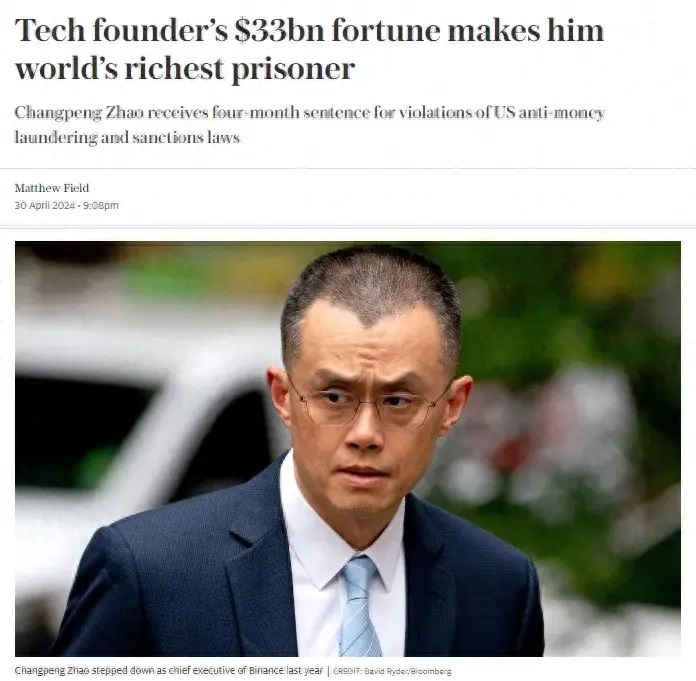 Tech founder's $33bn fortune makes him
world's richest prisoner
Changpeng Zhao receives four-month sentence for violations of US anti-money
laundering and sanctions laws
Matthew Field
30 April 2024 • 9:08pm
Changpeng Zhao stepped down as chief executive of Binance last year | CREDIT: David Ryder/Bloomberg